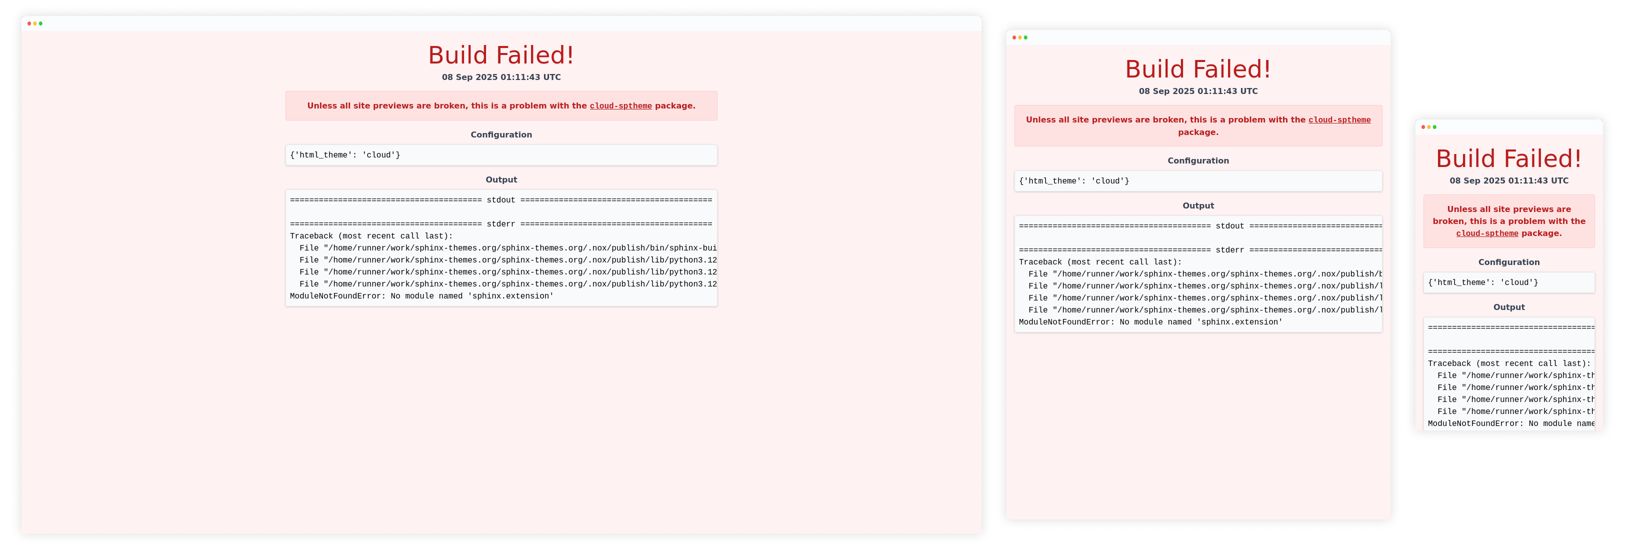 Build Failed!
08 Sep 2025 01:11:43 UTC
Unless all site previews are broken, this is a problem with the cloud-sptheme package.
Configuration
{'html_theme': 'cloud'}
Output
======================================== stdout ========================================
======================================== stderr ========================================
Traceback (most recent call last):
  File "/home/runner/work/sphinx-themes.org/sphinx-themes.org/.nox/publish/bin/sphinx-bui
  File "/home/runner/work/sphinx-themes.org/sphinx-themes.org/.nox/publish/lib/python3.12
  File "/home/runner/work/sphinx-themes.org/sphinx-themes.org/.nox/publish/lib/python3.12
  File "/home/runner/work/sphinx-themes.org/sphinx-themes.org/.nox/publish/lib/python3.12
ModuleNotFoundError: No module named 'sphinx.extension'
Build Failed!
08 Sep 2025 01:11:43 UTC
Unless all site previews are broken, this is a problem with the cloud-sptheme
package.
Configuration
{'html_theme': 'cloud'}
Output
======================================== stdout ============================
======================================== stderr ============================
Traceback (most recent call last):
  File "/home/runner/work/sphinx-themes.org/sphinx-themes.org/.nox/publish/b
  File "/home/runner/work/sphinx-themes.org/sphinx-themes.org/.nox/publish/l
  File "/home/runner/work/sphinx-themes.org/sphinx-themes.org/.nox/publish/l
  File "/home/runner/work/sphinx-themes.org/sphinx-themes.org/.nox/publish/l
ModuleNotFoundError: No module named 'sphinx.extension'
Build Failed!
08 Sep 2025 01:11:43 UTC
Unless all site previews are
broken, this is a problem with the
cloud-sptheme package.
Configuration
{'html_theme': 'cloud'}
Output
===================================
===================================
Traceback (most recent call last):
  File "/home/runner/work/sphinx-th
  File "/home/runner/work/sphinx-th
  File "/home/runner/work/sphinx-th
  File "/home/runner/work/sphinx-th
ModuleNotFoundError: No module name